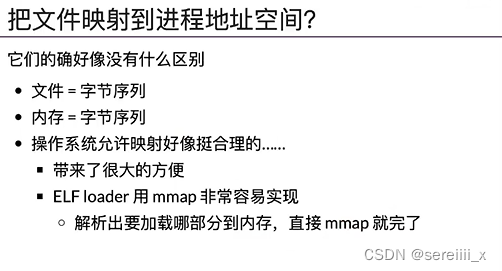 把文件映射到进程地址空间?
它们的确好像没有什么区别
• 文件 = 字节序列
• 内存 = 字节序列
• 操作系统允许映射好像挺合理的……
▪ 带来了很大的方便
▪ ELF loader 用 mmap 非常容易实现
○ 解析出要加载哪部分到内存，直接 mmap 就完了
CSDN @sereiiii_x